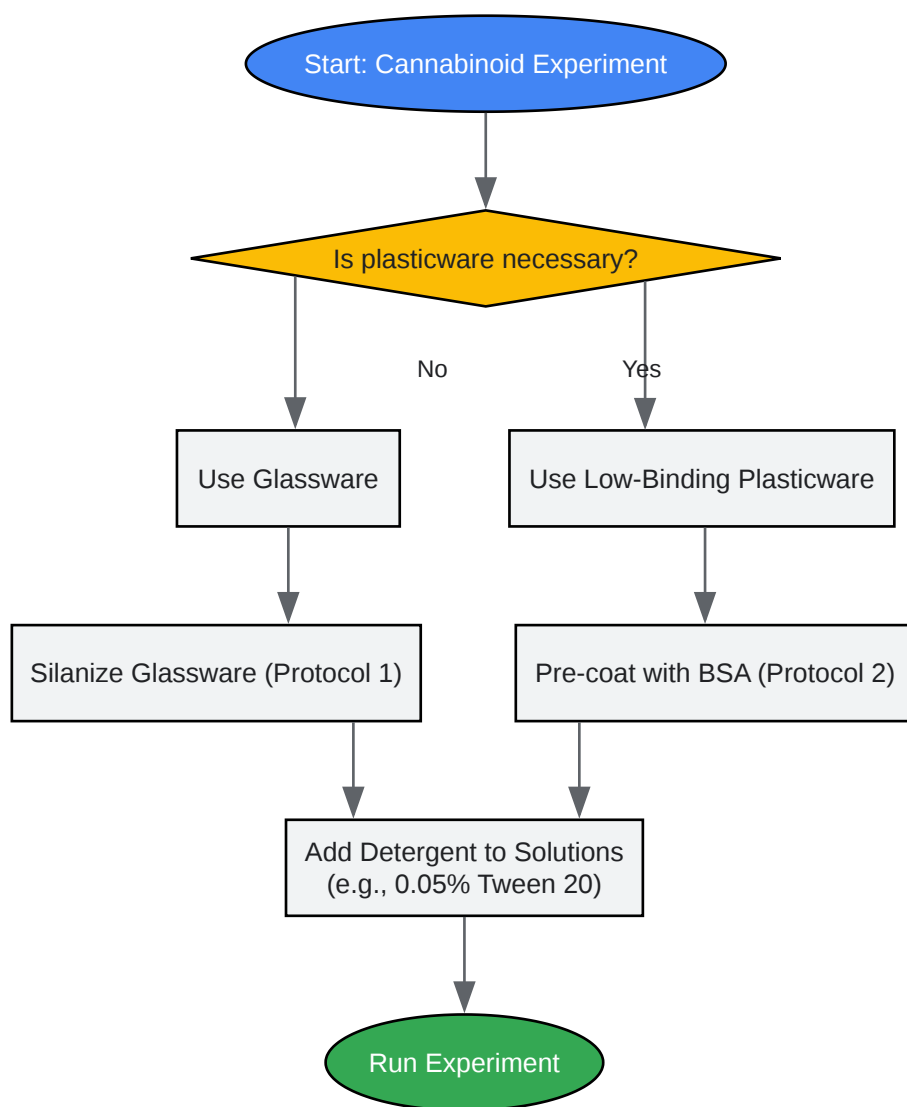 Start: Cannabinoid Experiment
Is plasticware necessary?
No
Yes
Use Glassware
Use Low-Binding Plasticware
Silanize Glassware (Protocol 1)
Pre-coat with BSA (Protocol 2)
Add Detergent to Solutions
(e.g., 0.05% Tween 20)
Run Experiment